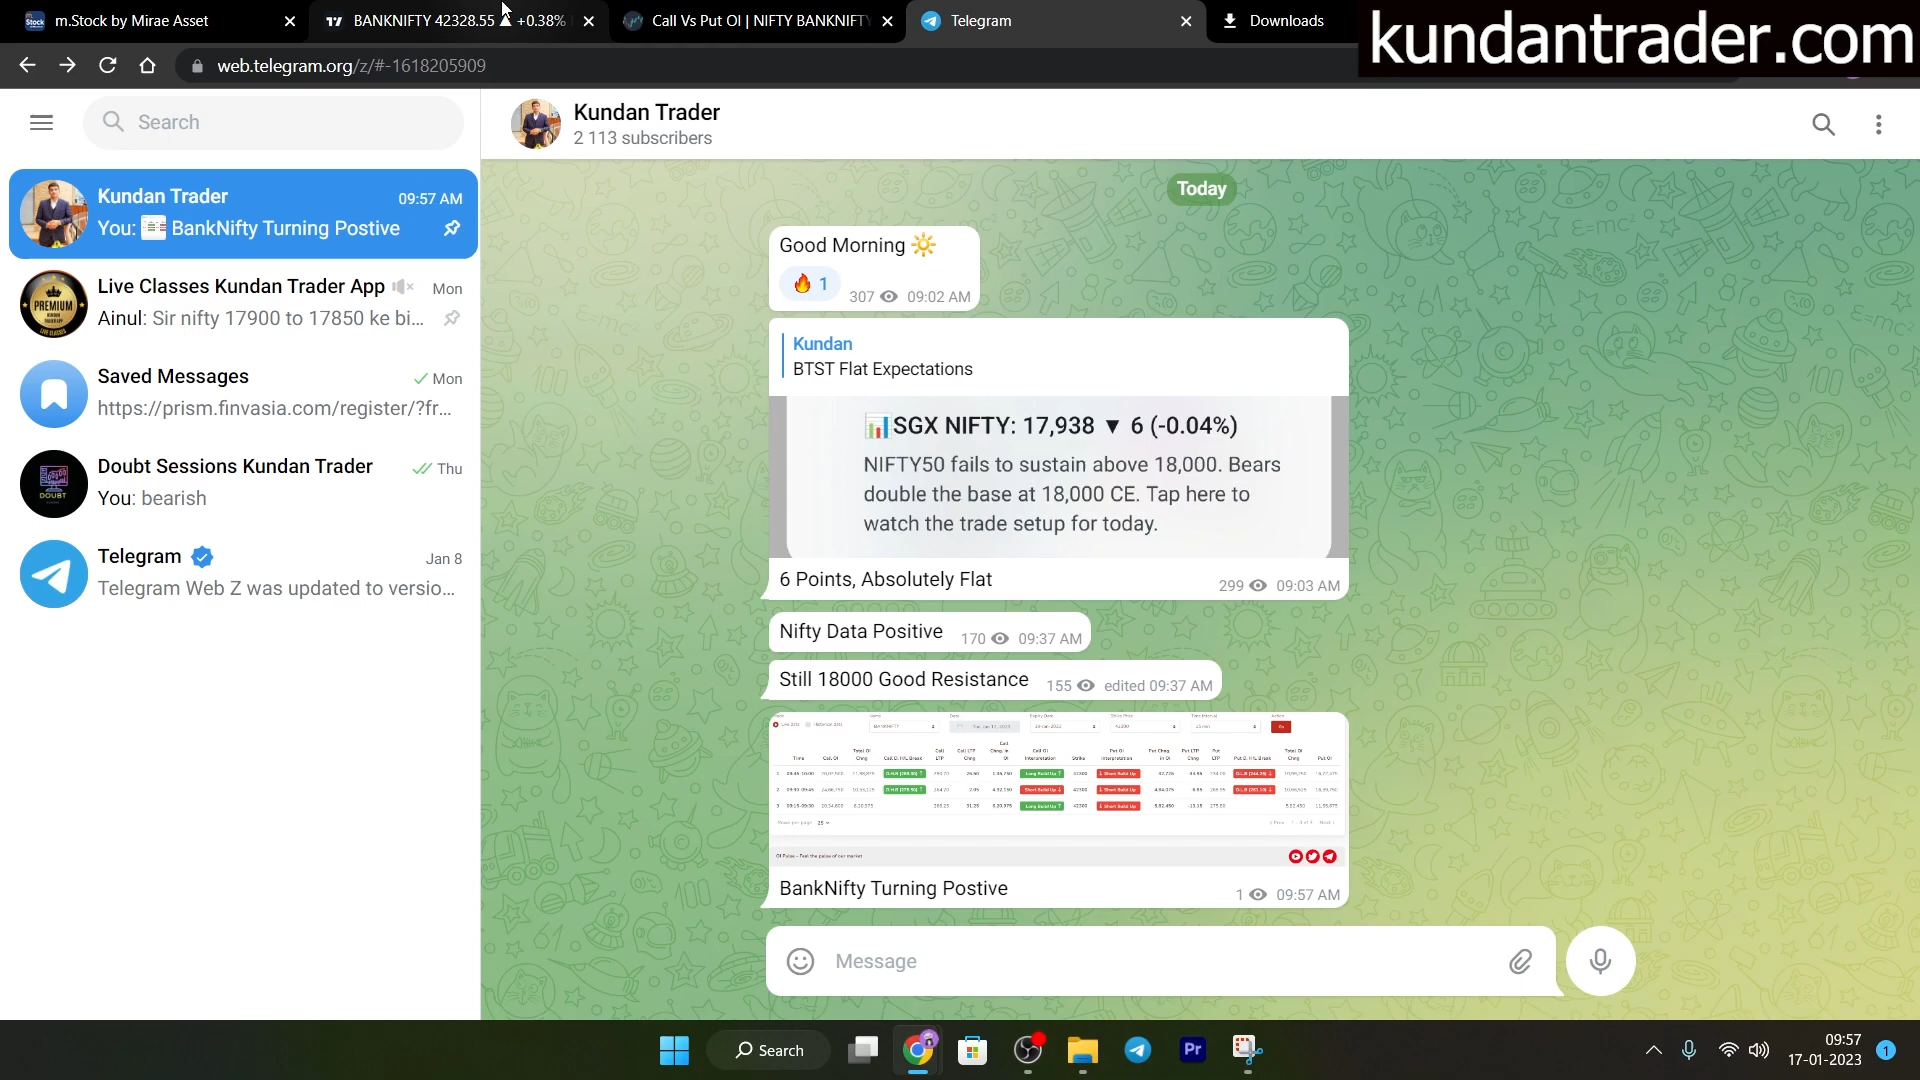 m.Stock by Mirae Asset
BANKNIFTY 42328.55 ▲ +0.38%
Call Vs Put OI | NIFTY BANKNIFTY
Telegram
Downloads
kundantrader.com
web.telegram.org/z/#-1618205909
Search
Kundan Trader
2 113 subscribers
Kundan Trader 09:57 AM
You: BankNifty Turning Postive
Live Classes Kundan Trader App Mon
Ainul: Sir nifty 17900 to 17850 ke bi...
PREMIUM
Saved Messages Mon
https://prism.finvasia.com/register/?fr...
Doubt Sessions Kundan Trader Thu
You: bearish
DOUBT
Telegram Jan 8
Telegram Web Z was updated to versio...
Today
Good Morning ☀️
🔥 1
307 09:02 AM
Kundan
BTST Flat Expectations
📊SGX NIFTY: 17,938 ▼ 6 (-0.04%)
NIFTY50 fails to sustain above 18,000. Bears
double the base at 18,000 CE. Tap here to
watch the trade setup for today.
6 Points, Absolutely Flat 299 09:03 AM
Nifty Data Positive 170 09:37 AM
Still 18000 Good Resistance 155 edited 09:37 AM
BankNifty Turning Postive 1 09:57 AM
Message
Search
Pr
09:57
17-01-2023
1